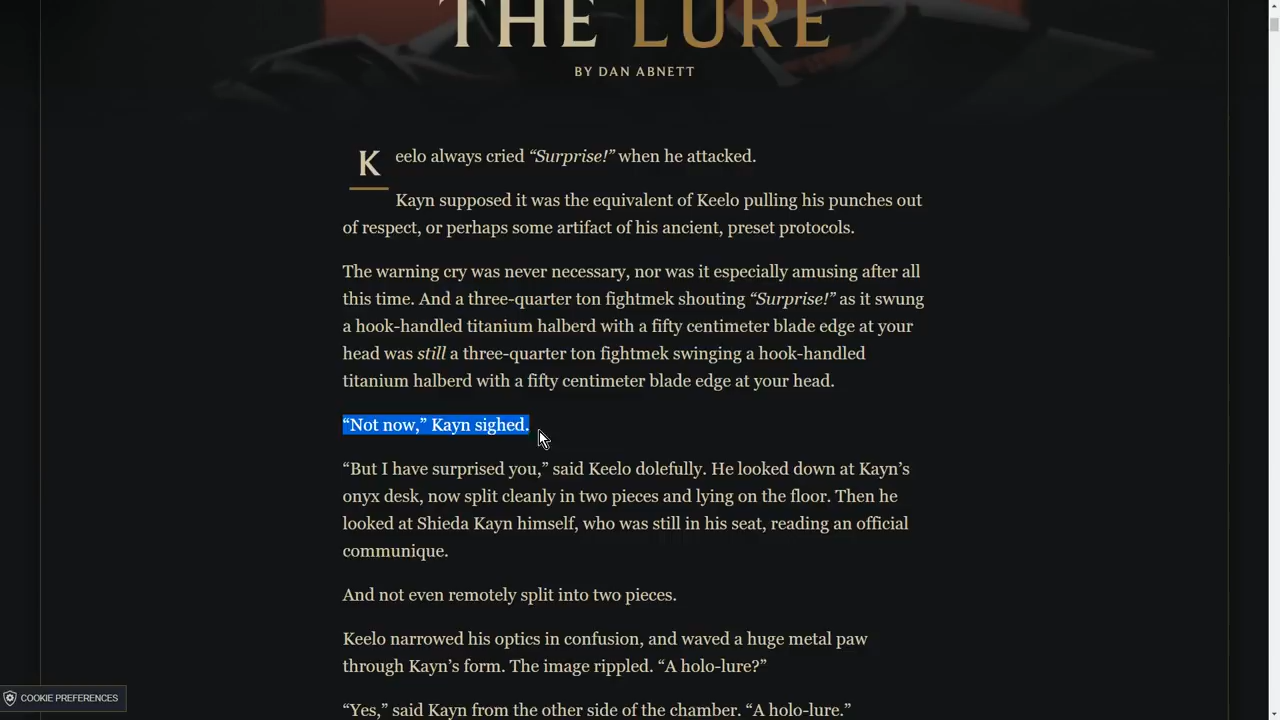 THE LURE
BY DAN ABNETT
Keelo always cried “Surprise!” when he attacked.
Kayn supposed it was the equivalent of Keelo pulling his punches out
of respect, or perhaps some artifact of his ancient, preset protocols.
The warning cry was never necessary, nor was it especially amusing after all
this time. And a three-quarter ton fightmek shouting “Surprise!” as it swung
a hook-handled titanium halberd with a fifty centimeter blade edge at your
head was still a three-quarter ton fightmek swinging a hook-handled
titanium halberd with a fifty centimeter blade edge at your head.
“Not now,” Kayn sighed.
“But I have surprised you,” said Keelo dolefully. He looked down at Kayn’s
onyx desk, now split cleanly in two pieces and lying on the floor. Then he
looked at Shieda Kayn himself, who was still in his seat, reading an official
communique.
And not even remotely split into two pieces.
Keelo narrowed his optics in confusion, and waved a huge metal paw
through Kayn’s form. The image rippled. “A holo-lure?”
“Yes,” said Kayn from the other side of the chamber. “A holo-lure.”
COOKIE PREFERENCES